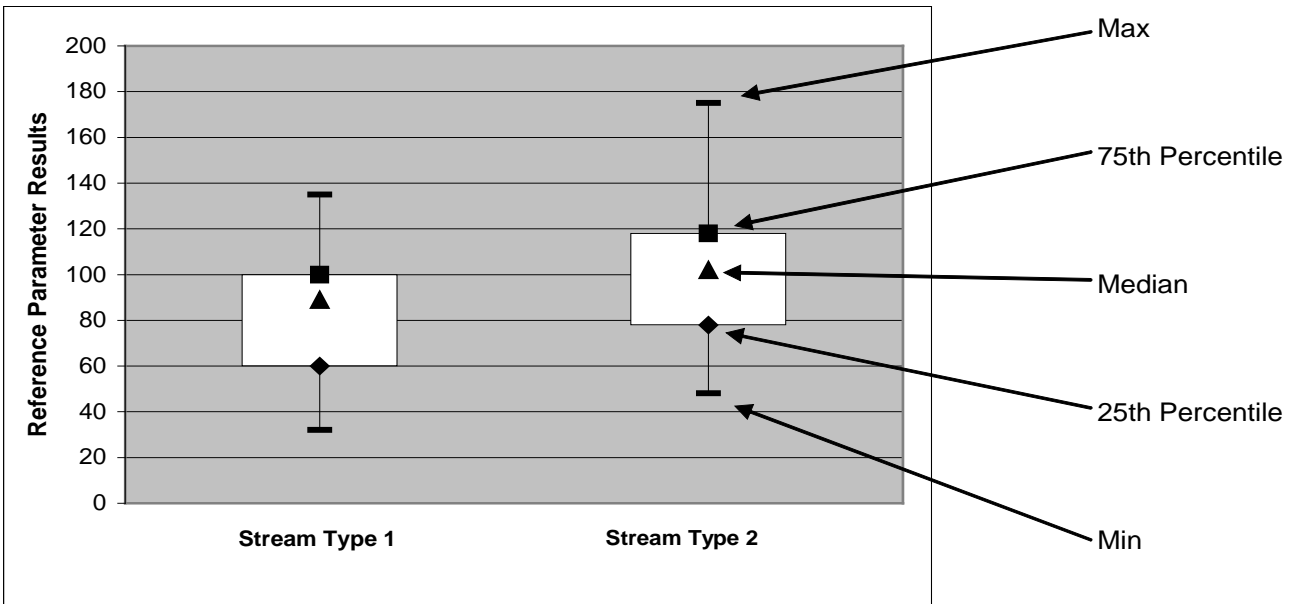 Reference Parameter Results
200
180
160
140
120
100
80
60
40
20
0
Stream Type 1
Stream Type 2
Max
75th Percentile
Median
25th Percentile
Min